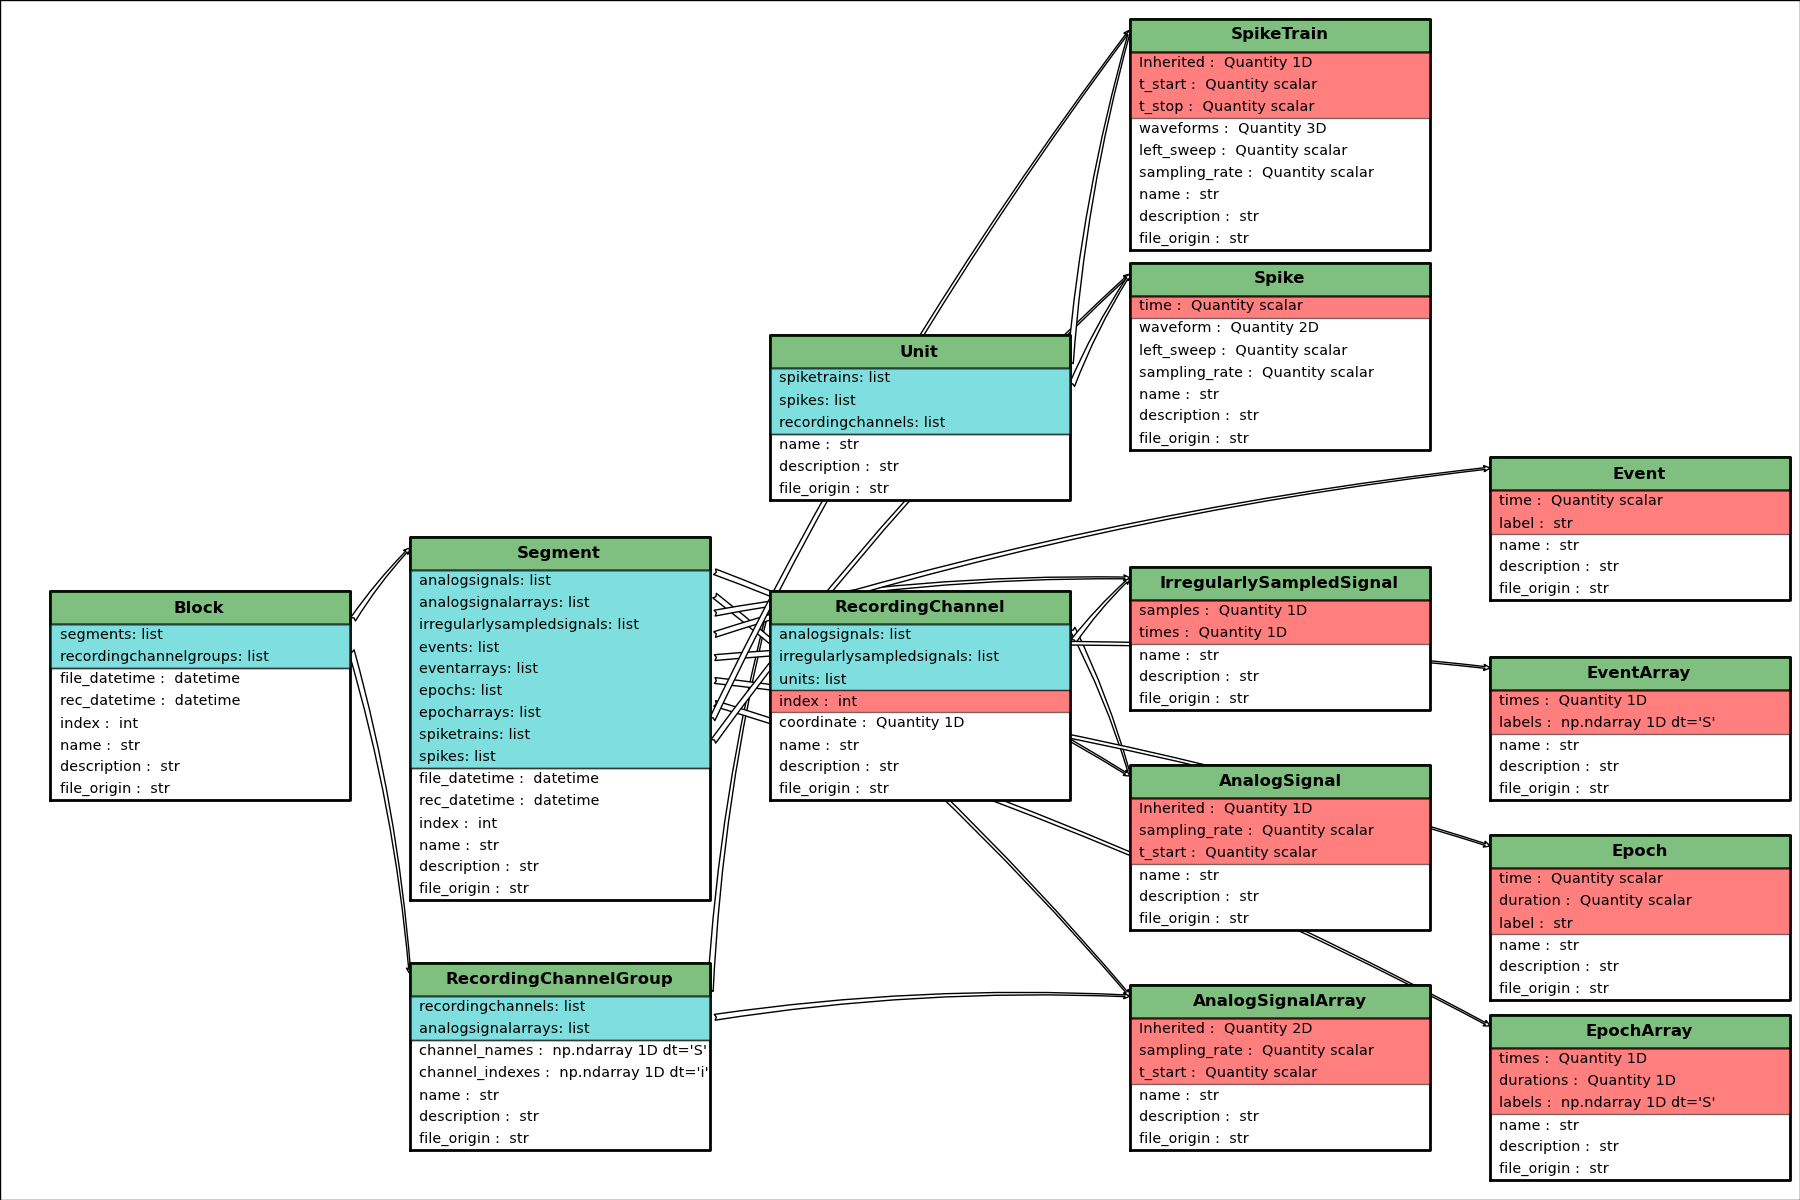 Block
segments: list
recordingchannelgroups: list
file_datetime :  datetime
rec_datetime :  datetime
index :  int
name :  str
description :  str
file_origin :  str
Segment
analogsignals: list
analogsignalarrays: list
irregularlysampledsignals: list
events: list
eventarrays: list
epochs: list
epocharrays: list
spiketrains: list
spikes: list
file_datetime :  datetime
rec_datetime :  datetime
index :  int
name :  str
description :  str
file_origin :  str
RecordingChannelGroup
recordingchannels: list
analogsignalarrays: list
channel_names :  np.ndarray 1D dt='S'
channel_indexes :  np.ndarray 1D dt='i'
name :  str
description :  str
file_origin :  str
Unit
spiketrains: list
spikes: list
recordingchannels: list
name :  str
description :  str
file_origin :  str
RecordingChannel
analogsignals: list
irregularlysampledsignals: list
units: list
index :  int
coordinate :  Quantity 1D
name :  str
description :  str
file_origin :  str
SpikeTrain
Inherited :  Quantity 1D
t_start :  Quantity scalar
t_stop :  Quantity scalar
waveforms :  Quantity 3D
left_sweep :  Quantity scalar
sampling_rate :  Quantity scalar
name :  str
description :  str
file_origin :  str
Spike
time :  Quantity scalar
waveform :  Quantity 2D
left_sweep :  Quantity scalar
sampling_rate :  Quantity scalar
name :  str
description :  str
file_origin :  str
IrregularlySampledSignal
samples :  Quantity 1D
times :  Quantity 1D
name :  str
description :  str
file_origin :  str
AnalogSignal
Inherited :  Quantity 1D
sampling_rate :  Quantity scalar
t_start :  Quantity scalar
name :  str
description :  str
file_origin :  str
AnalogSignalArray
Inherited :  Quantity 2D
sampling_rate :  Quantity scalar
t_start :  Quantity scalar
name :  str
description :  str
file_origin :  str
Event
time :  Quantity scalar
label :  str
name :  str
description :  str
file_origin :  str
EventArray
times :  Quantity 1D
labels :  np.ndarray 1D dt='S'
name :  str
description :  str
file_origin :  str
Epoch
time :  Quantity scalar
duration :  Quantity scalar
label :  str
name :  str
description :  str
file_origin :  str
EpochArray
times :  Quantity 1D
durations :  Quantity 1D
labels :  np.ndarray 1D dt='S'
name :  str
description :  str
file_origin :  str